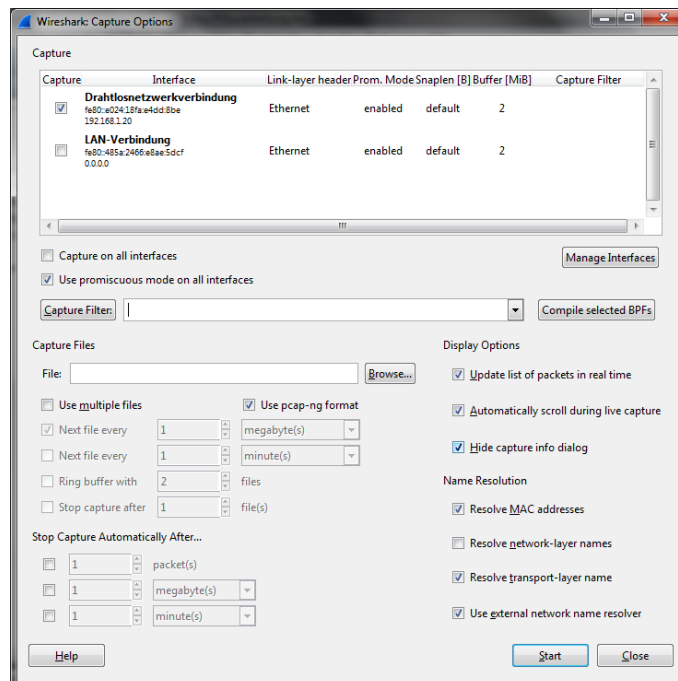 Wireshark: Capture Options
Capture
Capture Interface Link-layer header Prom. Mode Snaplen [B] Buffer [MiB] Capture Filter
Drahtlosnetzwerkverbindung
fe80::e024:18fa:e4dd:8be
192.168.1.20
Ethernet enabled default 2
LAN-Verbindung
fe80::485a:2466:e8ae:5dcf
0.0.0.0
Ethernet enabled default 2
Capture on all interfaces
Manage Interfaces
Use promiscuous mode on all interfaces
Capture Filter:
Compile selected BPFs
Capture Files
File:
Browse...
Use multiple files
Use pcap-ng format
Next file every 1 megabyte(s)
Next file every 1 minute(s)
Ring buffer with 2 files
Stop capture after 1 file(s)
Stop Capture Automatically After...
1 packet(s)
1 megabyte(s)
1 minute(s)
Display Options
Update list of packets in real time
Automatically scroll during live capture
Hide capture info dialog
Name Resolution
Resolve MAC addresses
Resolve network-layer names
Resolve transport-layer name
Use external network name resolver
Help
Start
Close